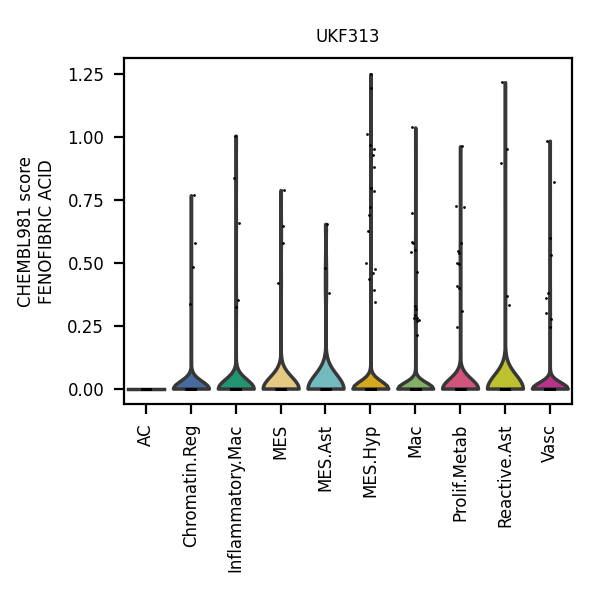 UKF313
CHEMBL981 score
FENOFIBRIC ACID
1.25
1.00
0.75
0.50
0.25
0.00
AC
Chromatin.Reg
Inflammatory.Mac
MES
MES.Ast
MES.Hyp
Mac
Prolif.Metab
Reactive.Ast
Vasc